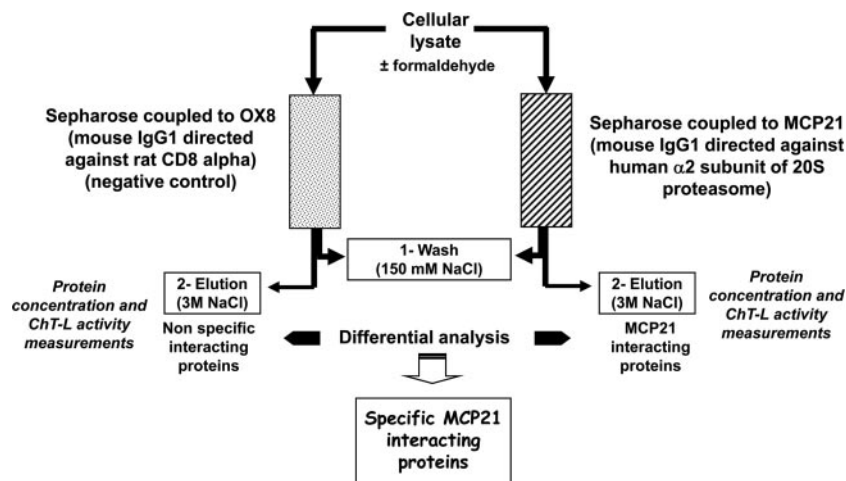 Cellular
lysate
± formaldehyde
Sepharose coupled to OX8
(mouse IgG1 directed
against rat CD8 alpha)
(negative control)
Sepharose coupled to MCP21
(mouse IgG1 directed against
human α2 subunit of 20S
proteasome)
1- Wash
(150 mM NaCl)
Protein
concentration and
ChT-L activity
measurements
2- Elution
(3M NaCl)
Non specific
interacting
proteins
2- Elution
(3M NaCl)
MCP21
interacting
proteins
Protein
concentration and
ChT-L activity
measurements
Differential analysis
Specific MCP21
interacting
proteins